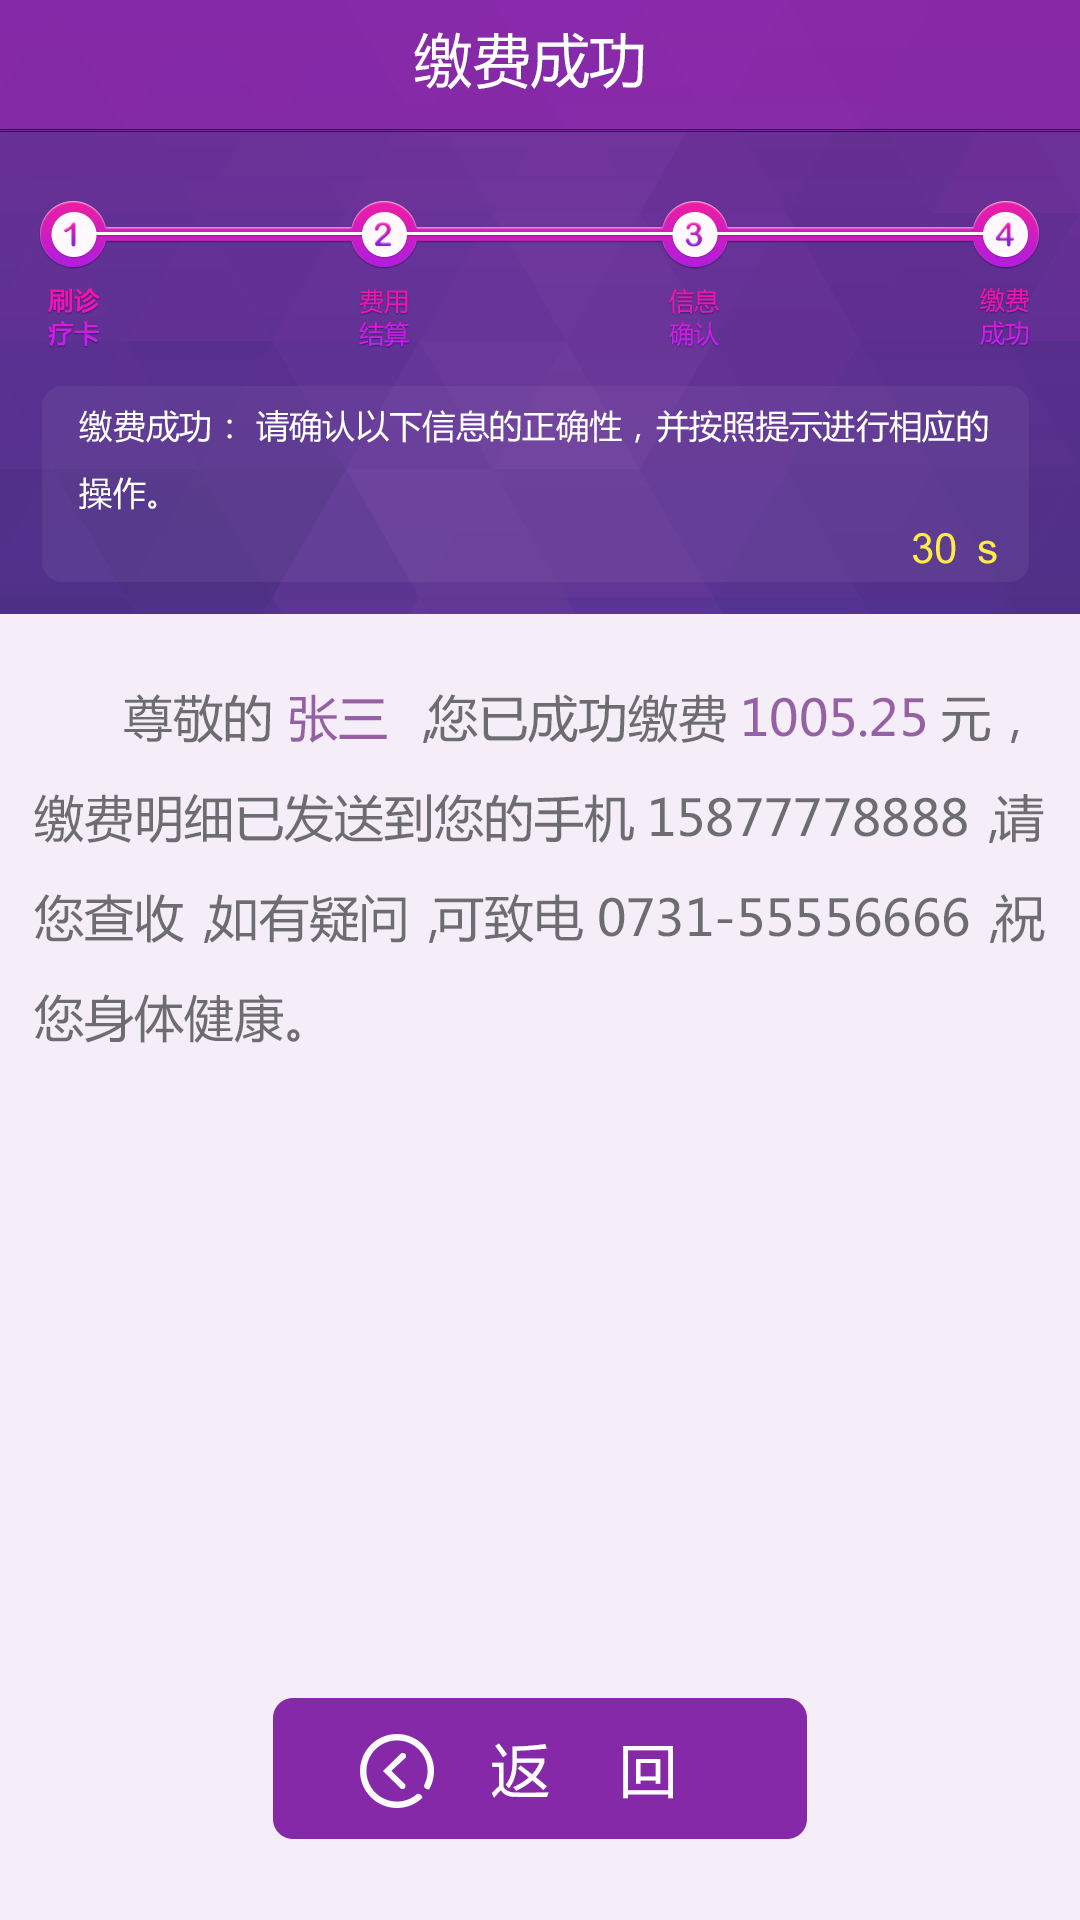 缴费成功
1 2 3 4
刷诊 费用 信息 缴费
疗卡 结算 确认 成功
缴费成功 : 请确认以下信息的正确性，并按照提示进行相应的
操作。
30 s
尊敬的 张三 ,您已成功缴费 1005.25 元，
缴费明细已发送到您的手机 15877778888 ,请
您查收 ,如有疑问 ,可致电 0731-55556666 ,祝
您身体健康。
返 回